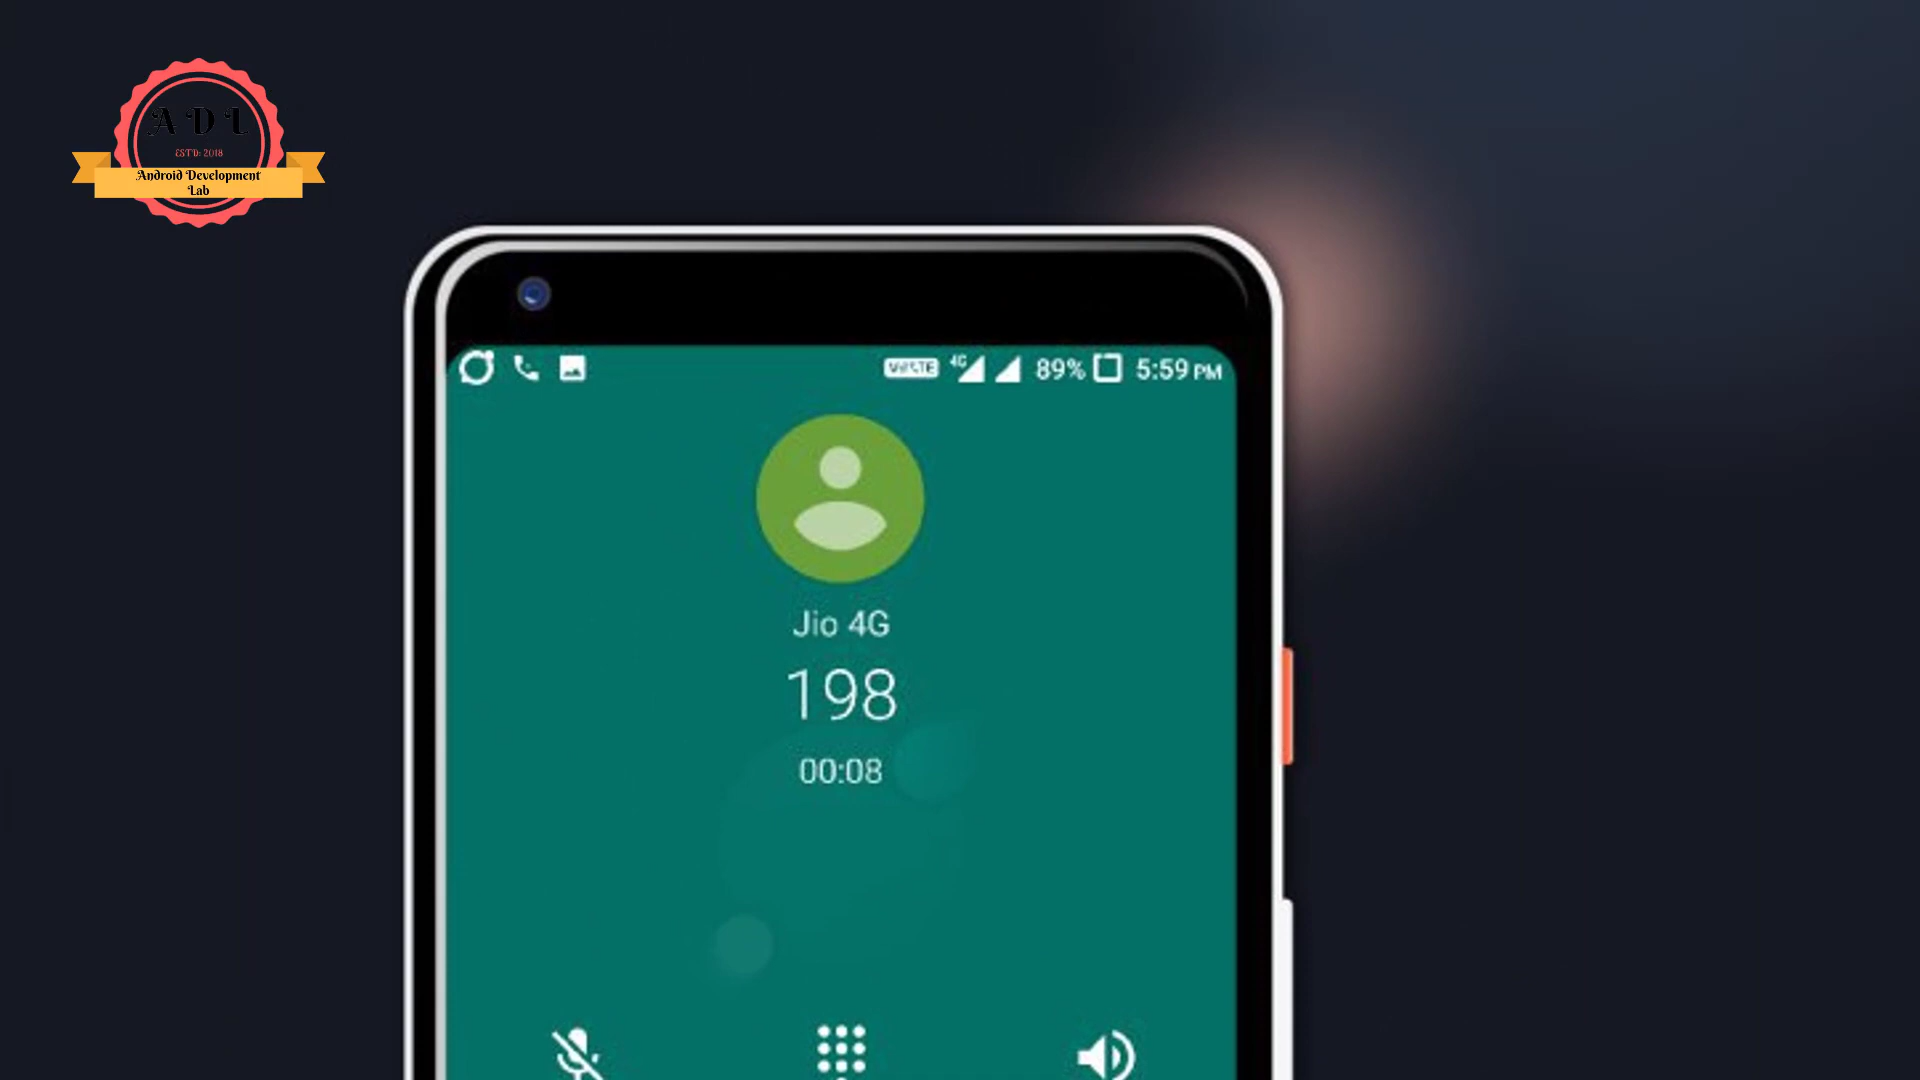 A D L
ESTD: 2018
Android Development
Lab
VoLTE
4G
89%
5:59 PM
Jio 4G
198
00:08